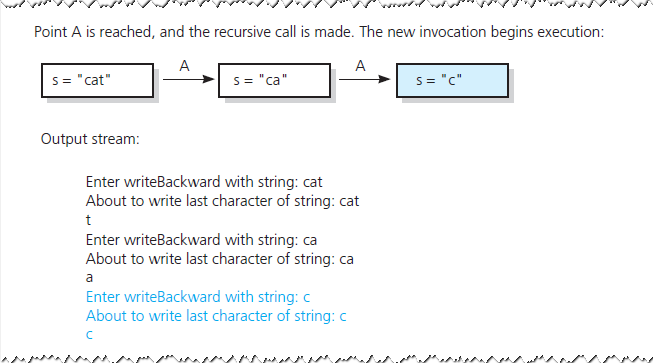 Point A is reached, and the recursive call is made. The new invocation begins execution:
A A
s = "cat" s = "ca" s = "c"
Output stream:
Enter writeBackward with string: cat
About to write last character of string: cat
t
Enter writeBackward with string: ca
About to write last character of string: ca
a
Enter writeBackward with string: c
About to write last character of string: c
c